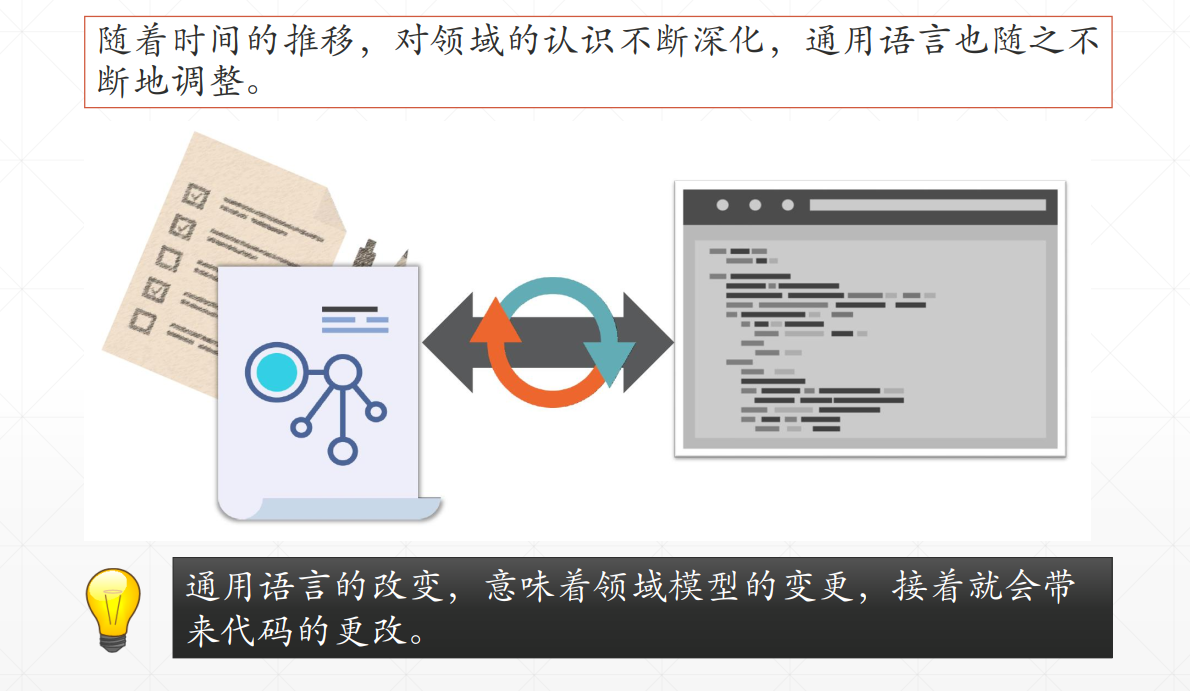 随着时间的推移，对领域的认识不断深化，通用语言也随之不
断地调整。
通用语言的改变，意味着领域模型的变更，接着就会带
来代码的更改。